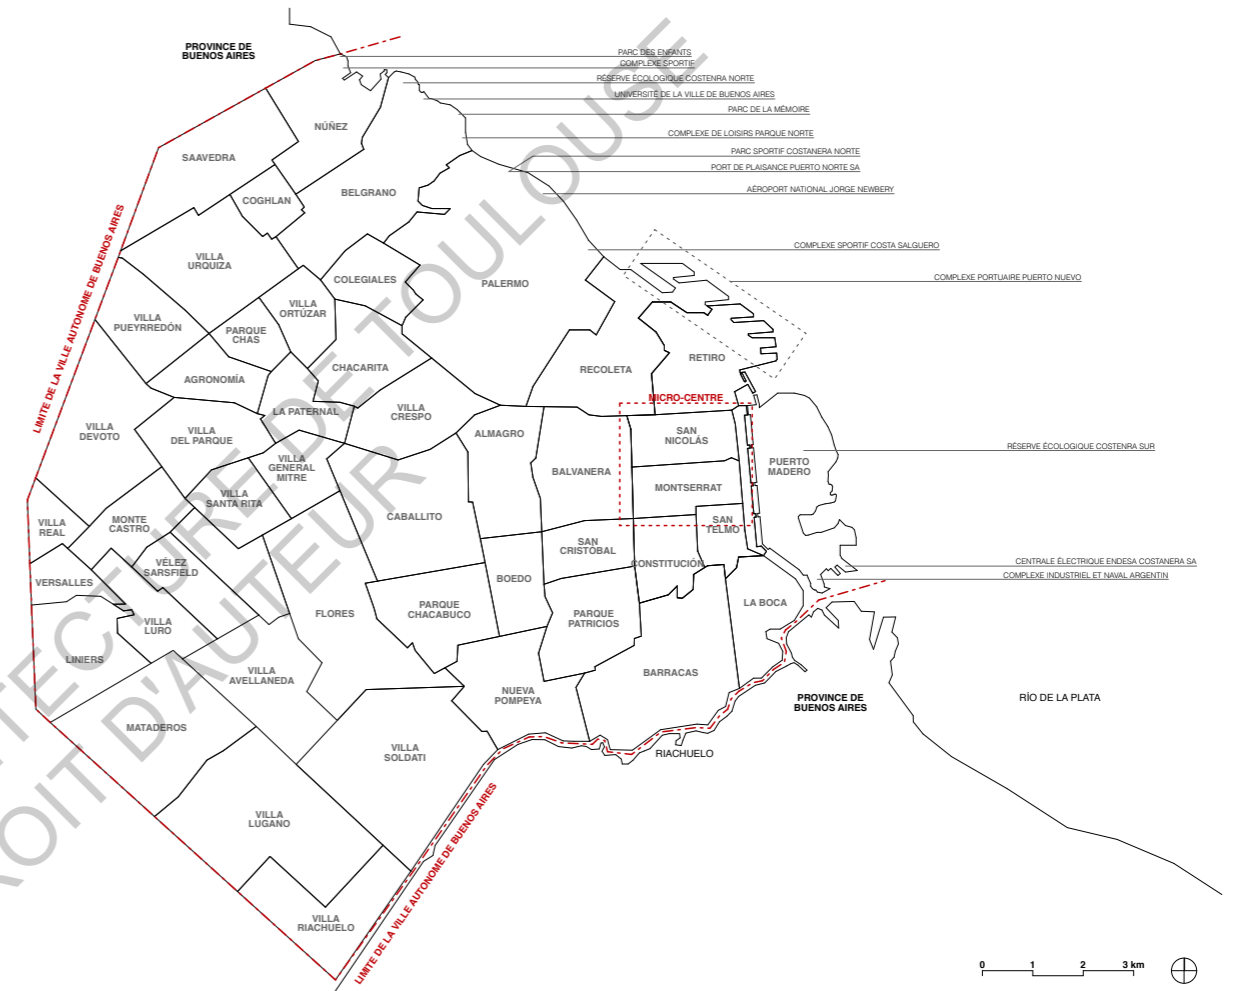 PROVINCE DE
BUENOS AIRES
PARC DES ENFANTS
COMPLEXE SPORTIF
RÉSERVE ÉCOLOGIQUE COSTENRA NORTE
UNIVERSITÉ DE LA VILLE DE BUENOS AIRES
PARC DE LA MÉMOIRE
COMPLEXE DE LOISIRS PARQUE NORTE
PARC SPORTIF COSTANERA NORTE
PORT DE PLAISANCE PUERTO NORTE SA
AÉROPORT NATIONAL JORGE NEWBERY
COMPLEXE SPORTIF COSTA SALGUERO
COMPLEXE PORTUAIRE PUERTO NUEVO
NÚÑEZ
SAAVEDRA
BELGRANO
COGHLAN
LIMITE DE LA VILLE AUTONOME DE BUENOS AIRES
VILLA
URQUIZA
COLEGIALES
PALERMO
VILLA
ORTÚZAR
VILLA
PUEYRREDÓN
PARQUE
CHAS
RETIRO
CHACARITA
RECOLETA
AGRONOMÍA
MICRO-CENTRE
LA PATERNAL
VILLA
CRESPO
VILLA
DEVOTO
VILLA
DEL PARQUE
ALMAGRO
SAN
NICOLÁS
RÉSERVE ÉCOLOGIQUE COSTENRA SUR
VILLA
GENERAL
MITRE
BALVANERA
PUERTO
MADERO
MONTSERRAT
VILLA
SANTA RITA
CABALLITO
VILLA
REAL
MONTE
CASTRO
SAN
TELMO
SAN
CRISTÓBAL
CONSTITUCIÓN
CENTRALE ÉLECTRIQUE ENDESA COSTANERA SA
COMPLEXE INDUSTRIEL ET NAVAL ARGENTIN
VÉLEZ
SARSFIELD
VERSALLES
BOEDO
LA BOCA
FLORES
PARQUE
CHACABUCO
PARQUE
PATRICIOS
VILLA
LURO
LINIERS
VILLA
AVELLANEDA
BARRACAS
NUEVA
POMPEYA
PROVINCE DE
BUENOS AIRES
RÍO DE LA PLATA
MATADEROS
VILLA
SOLDATI
RIACHUELO
VILLA
LUGANO
LIMITE DE LA VILLE AUTONOME DE BUENOS AIRES
VILLA
RIACHUELO
0 1 2 3 km
TECTURE DE TOULOUSE
ROIT D'AUTEUR